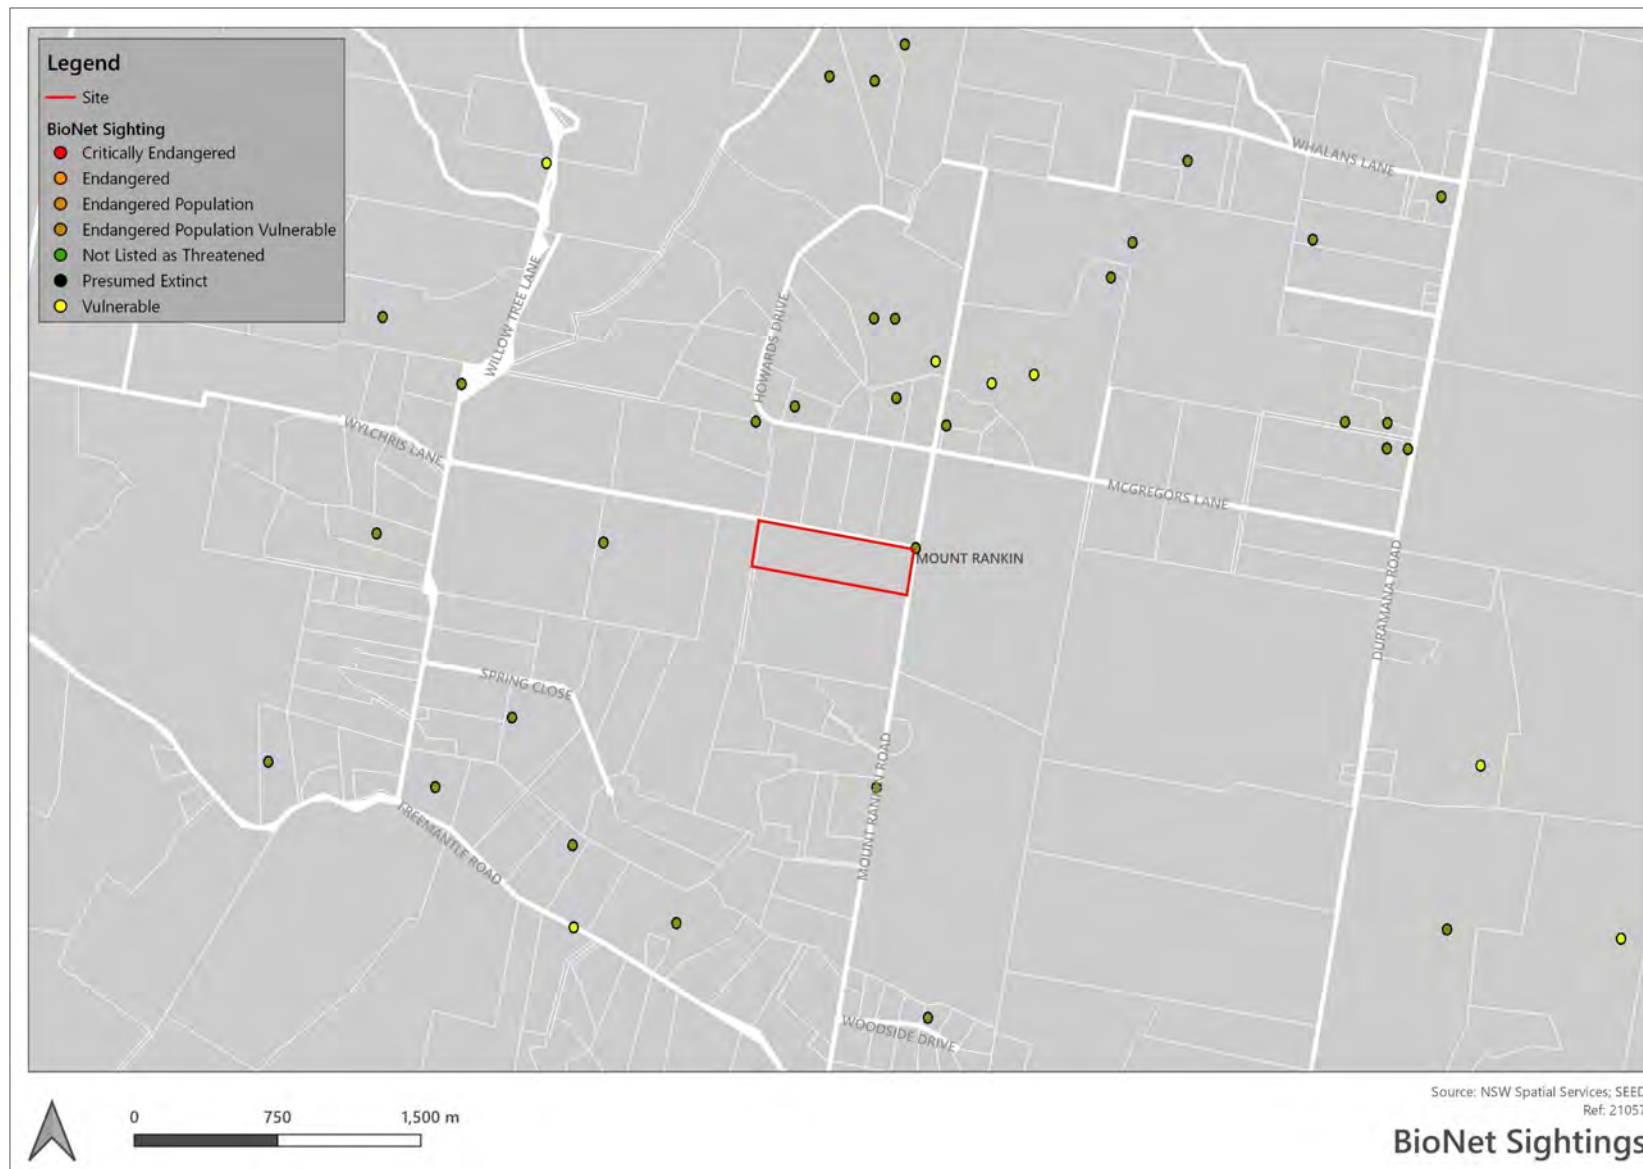 Legend
Site
BioNet Sighting
Critically Endangered
Endangered
Endangered Population
Endangered Population Vulnerable
Not Listed as Threatened
Presumed Extinct
Vulnerable
WHALANS LANE
WILLOW TREE LANE
HOWARDS DRIVE
WYLCHRIS LANE
MCGREGORS LANE
MOUNT RANKIN
DURAMANA ROAD
SPRING CLOSE
MOUNT RANKIN ROAD
FREEMANTLE ROAD
WOODSIDE DRIVE
0 750 1,500 m
Source: NSW Spatial Services; SEED
Ref: 21057
BioNet Sightings